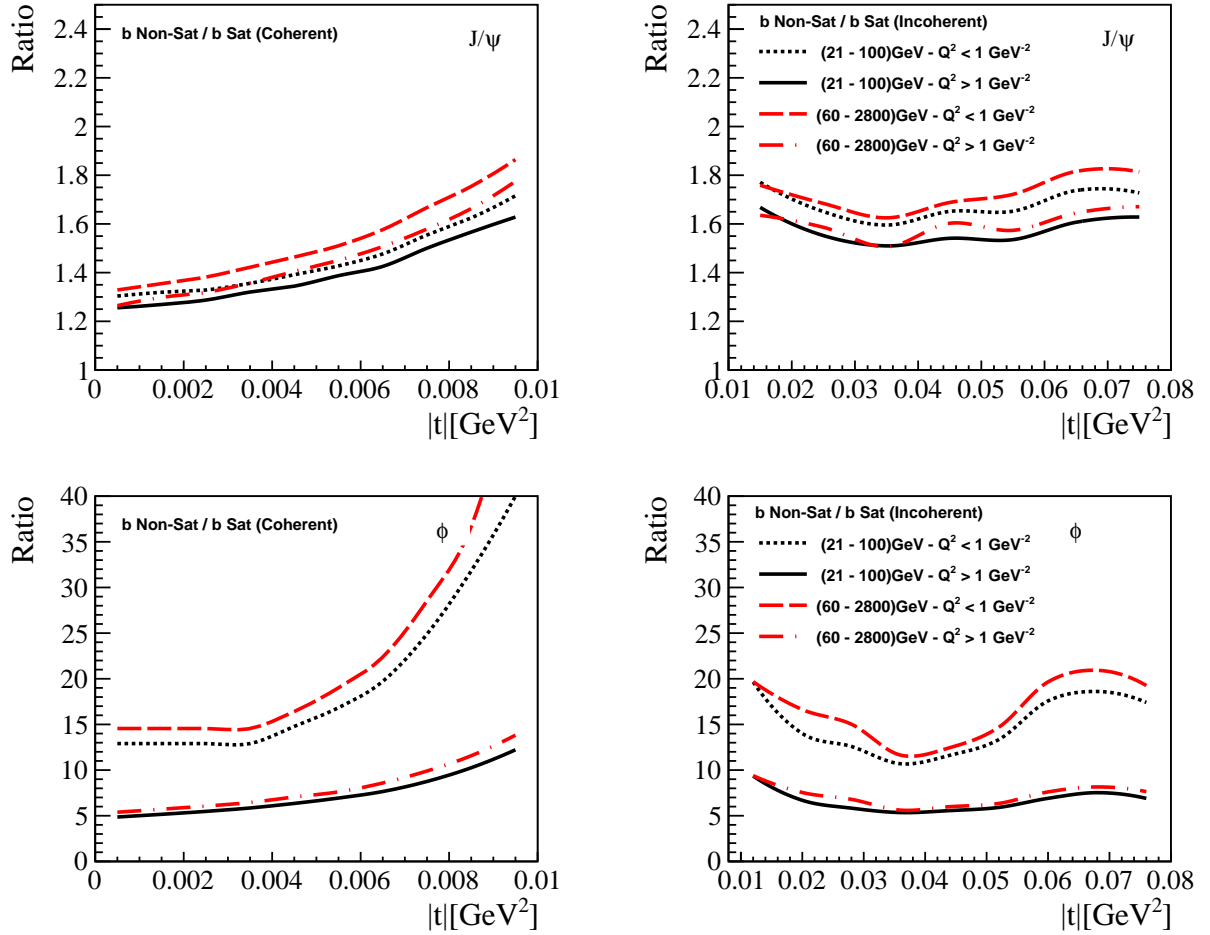 b Non-Sat / b Sat (Coherent)
J/ψ
Ratio
2.4
2.2
2
1.8
1.6
1.4
1.2
1
0 0.002 0.004 0.006 0.008 0.01
|t|[GeV²]
b Non-Sat / b Sat (Incoherent)
J/ψ
(21 - 100)GeV - Q² < 1 GeV⁻²
(21 - 100)GeV - Q² > 1 GeV⁻²
(60 - 2800)GeV - Q² < 1 GeV⁻²
(60 - 2800)GeV - Q² > 1 GeV⁻²
Ratio
2.4
2.2
2
1.8
1.6
1.4
1.2
1
0.01 0.02 0.03 0.04 0.05 0.06 0.07 0.08
|t|[GeV²]
b Non-Sat / b Sat (Coherent)
ϕ
Ratio
40
35
30
25
20
15
10
5
0
0 0.002 0.004 0.006 0.008 0.01
|t|[GeV²]
b Non-Sat / b Sat (Incoherent)
ϕ
(21 - 100)GeV - Q² < 1 GeV⁻²
(21 - 100)GeV - Q² > 1 GeV⁻²
(60 - 2800)GeV - Q² < 1 GeV⁻²
(60 - 2800)GeV - Q² > 1 GeV⁻²
Ratio
40
35
30
25
20
15
10
5
0
0.01 0.02 0.03 0.04 0.05 0.06 0.07 0.08
|t|[GeV²]